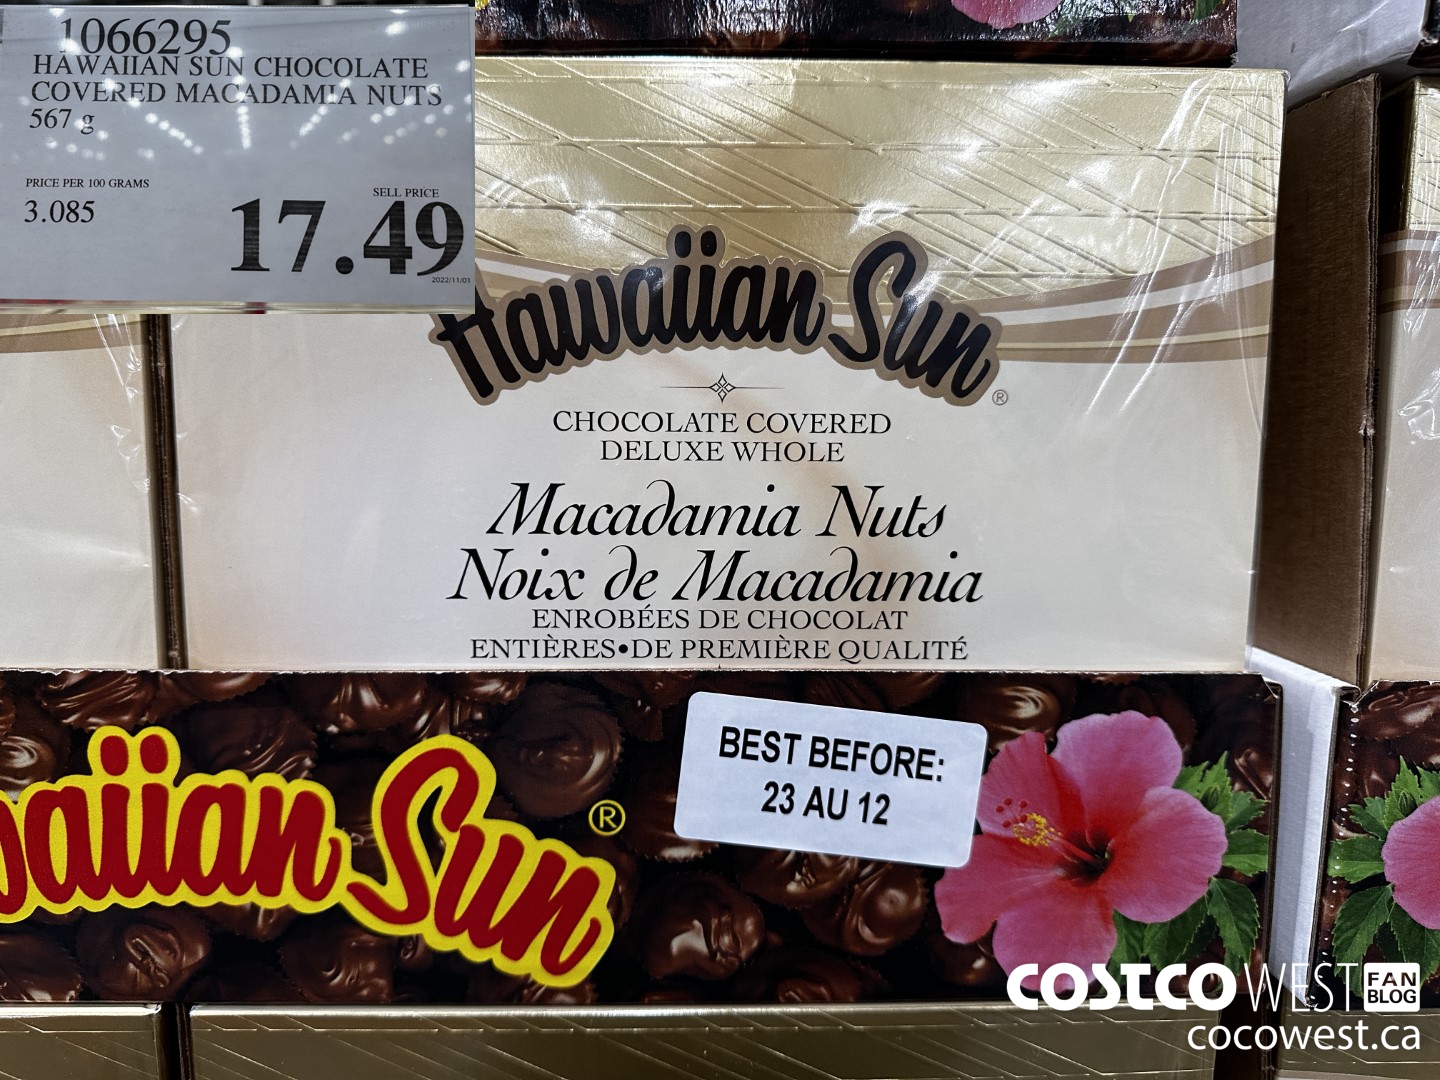 1066295
HAWAIIAN SUN CHOCOLATE
COVERED MACADAMIA NUTS
567 g
PRICE PER 100 GRAMS
3.085
SELL PRICE
17.49
2022/11/01
Hawaiian Sun®
CHOCOLATE COVERED
DELUXE WHOLE
Macadamia Nuts
Noix de Macadamia
ENROBÉES DE CHOCOLAT
ENTIÈRES•DE PREMIÈRE QUALITÉ
BEST BEFORE:
23 AU 12
waiian Sun®
COSTCO WEST FAN BLOG
cocowest.ca